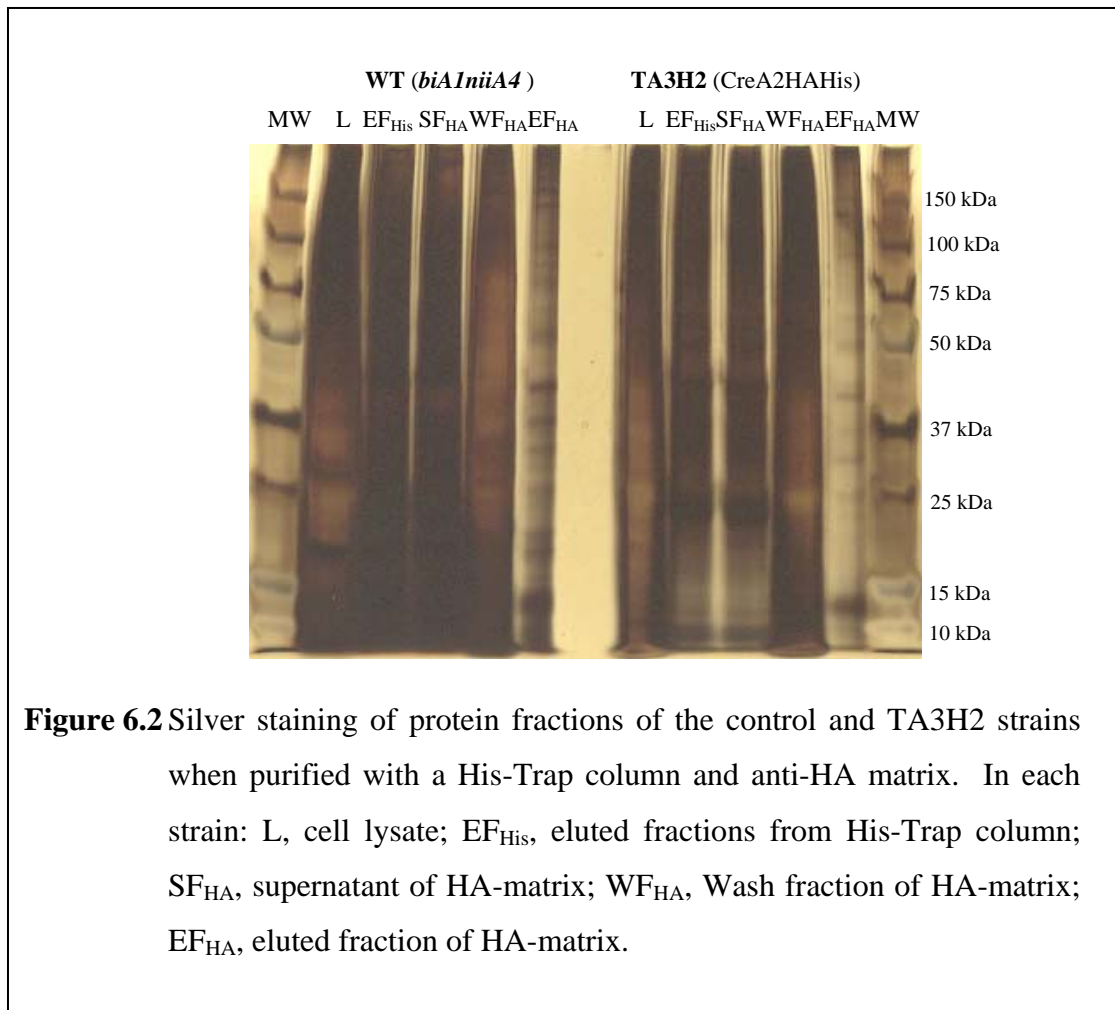 WT (biA1niiA4 ) TA3H2 (CreA2HAHis)
MW L EFHis SFHA WFHA EFHA L EFHis SFHA WFHA EFHA MW
150 kDa
100 kDa
75 kDa
50 kDa
37 kDa
25 kDa
15 kDa
10 kDa
Figure 6.2 Silver staining of protein fractions of the control and TA3H2 strains
when purified with a His-Trap column and anti-HA matrix. In each
strain: L, cell lysate; EFHis, eluted fractions from His-Trap column;
SFHA, supernatant of HA-matrix; WFHA, Wash fraction of HA-matrix;
EFHA, eluted fraction of HA-matrix.